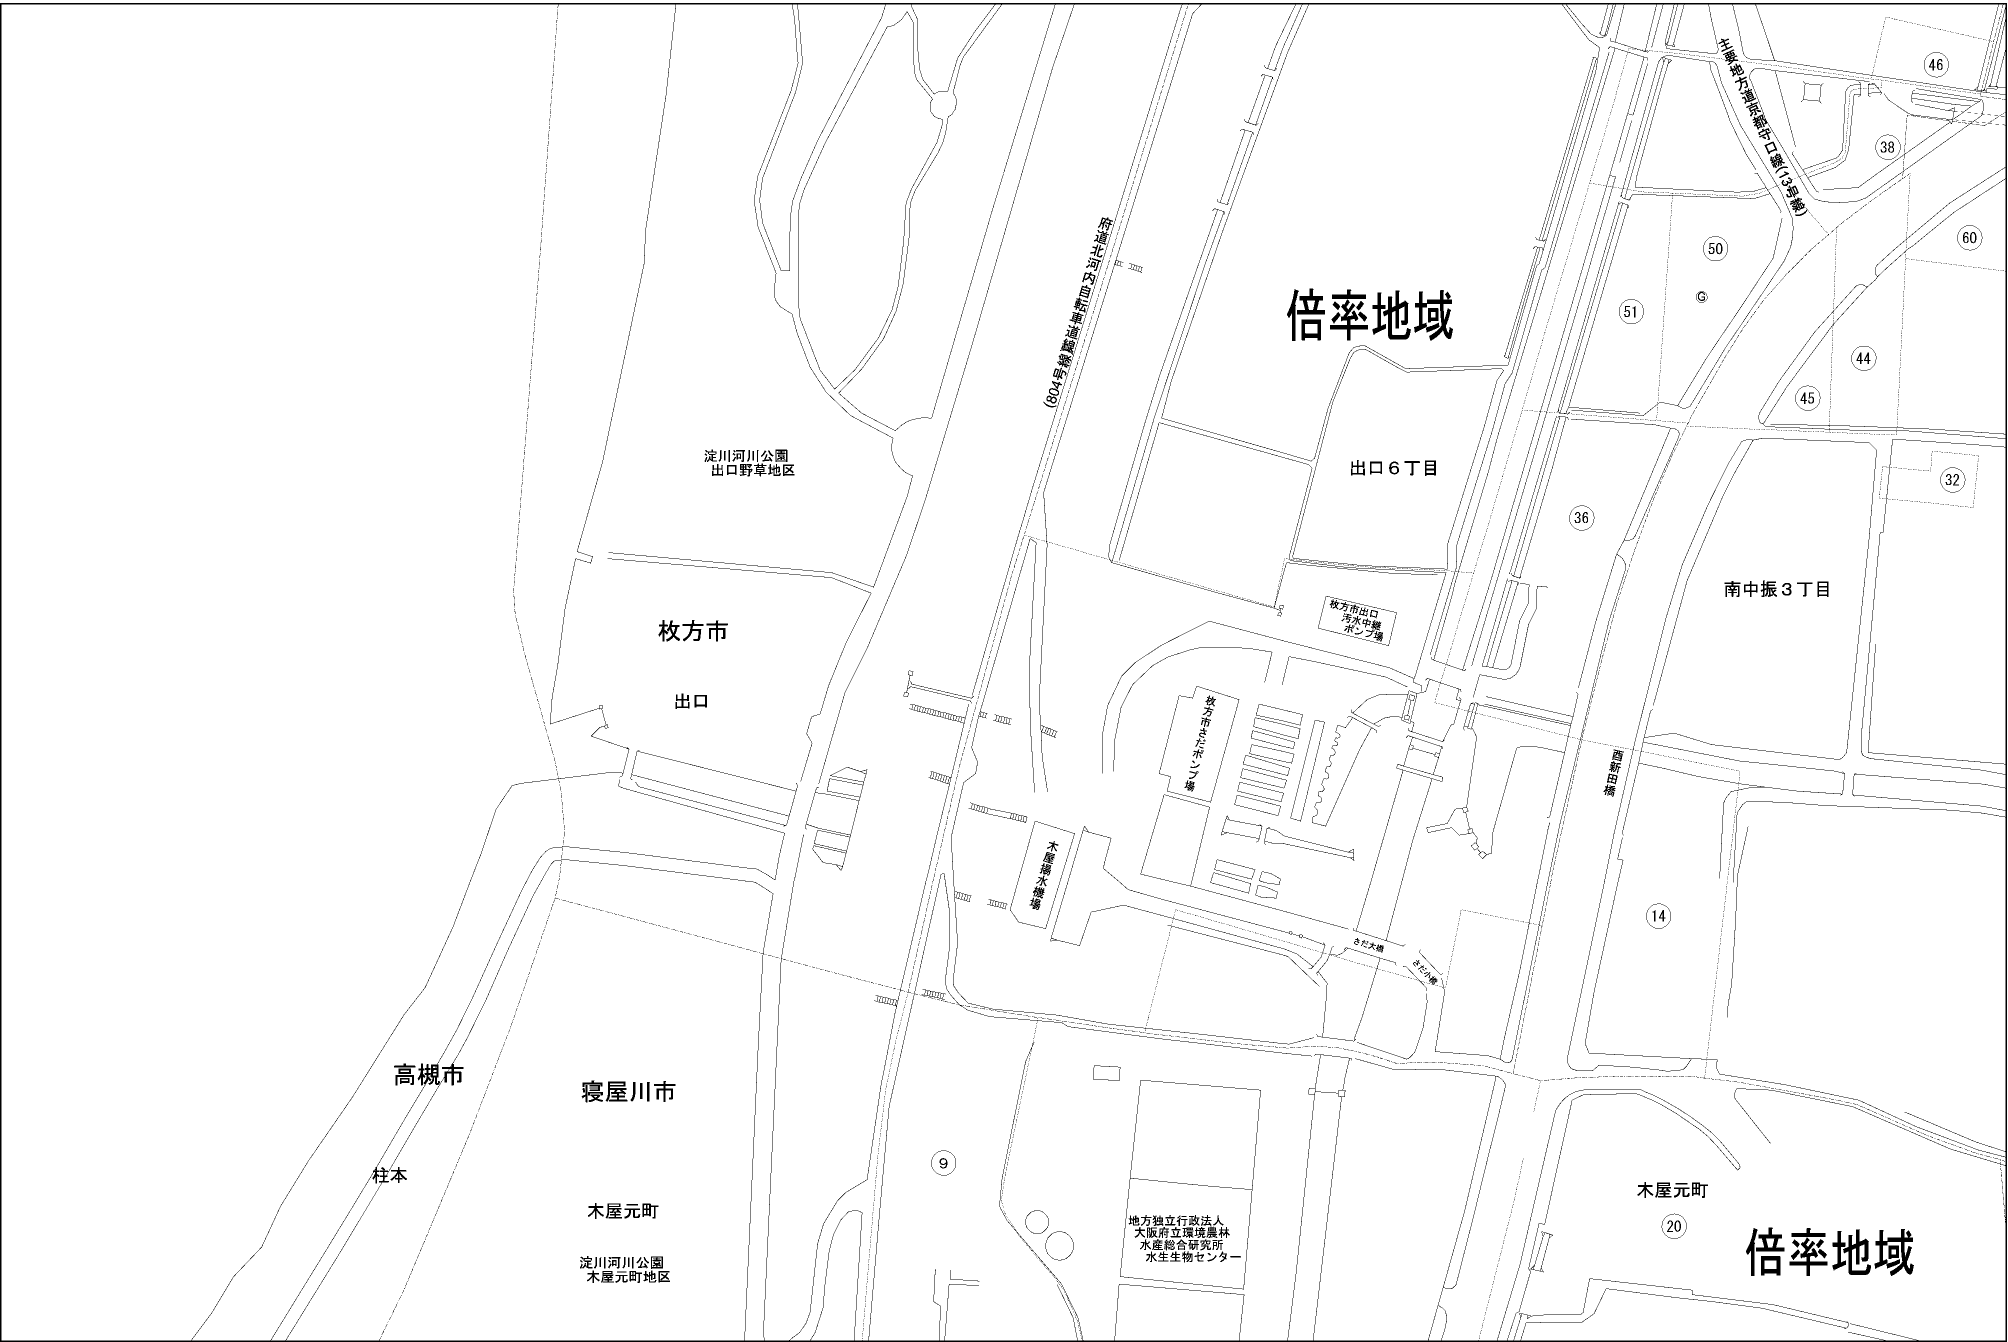 主要地方道京都守口線(13号線)
46
38
60
府道北河内自転車道線
(804号線)
50
51
G
44
45
倍率地域
淀川河川公園
出口野草地区
出口６丁目
32
36
南中振３丁目
枚方市出口
汚水中継
ポンプ場
枚方市
出口
枚方市さだポンプ場
酉新田橋
木屋揚水機場
14
さだ大橋
さだ小橋
高槻市
寝屋川市
柱本
9
木屋元町
木屋元町
20
地方独立行政法人
大阪府立環境農林
水産総合研究所
水生生物センター
淀川河川公園
木屋元町地区
倍率地域